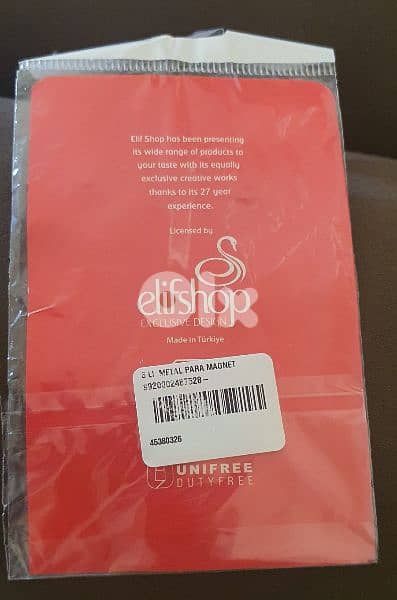 Elif Shop has been presenting
its wide range of products to
your taste with its equally
exclusive creative works
thanks to its 27 year
experience.
Licensed by
elifshop
EXCLUSIVE DESIGN
Made in Türkiye
METAL PARA MAGNET
45380326
UNIFREE
DUTYFREE